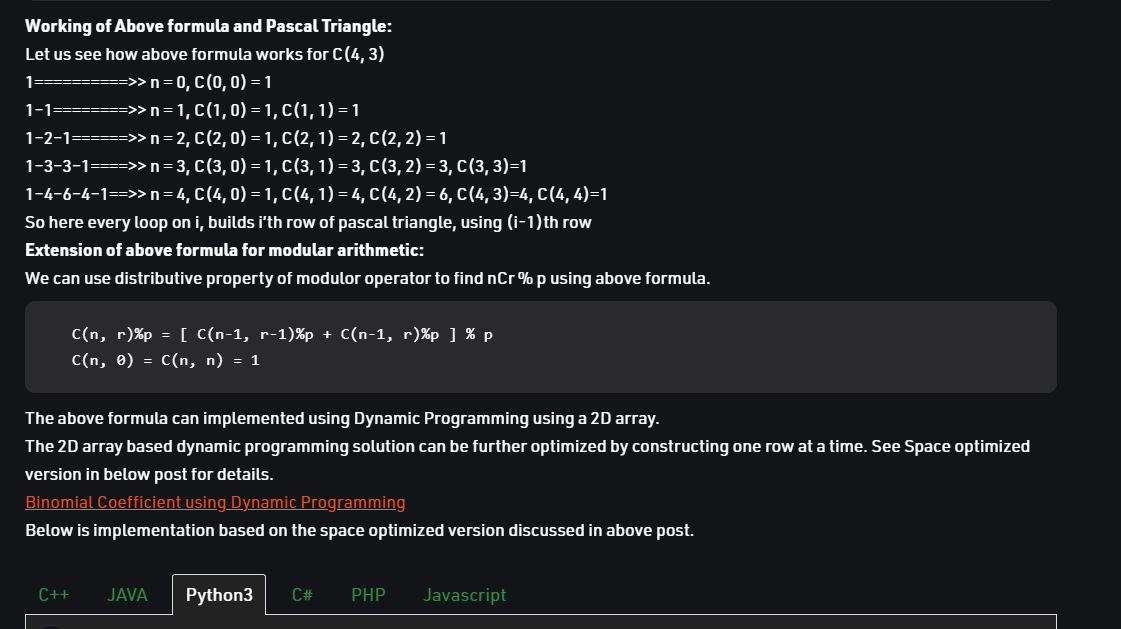 Working of Above formula and Pascal Triangle:
Let us see how above formula works for C(4, 3)
1==========>> n = 0, C(0, 0) = 1
1-1========>> n = 1, C(1, 0) = 1, C(1, 1) = 1
1-2-1======>> n = 2, C(2, 0) = 1, C(2, 1) = 2, C(2, 2) = 1
1-3-3-1====>> n = 3, C(3, 0) = 1, C(3, 1) = 3, C(3, 2) = 3, C(3, 3)=1
1-4-6-4-1==>> n = 4, C(4, 0) = 1, C(4, 1) = 4, C(4, 2) = 6, C(4, 3)=4, C(4, 4)=1
So here every loop on i, builds i'th row of pascal triangle, using (i-1)th row
Extension of above formula for modular arithmetic:
We can use distributive property of modulor operator to find nCr % p using above formula.
C(n, r)%p = [ C(n-1, r-1)%p + C(n-1, r)%p ] % p
C(n, 0) = C(n, n) = 1
The above formula can implemented using Dynamic Programming using a 2D array.
The 2D array based dynamic programming solution can be further optimized by constructing one row at a time. See Space optimized
version in below post for details.
Binomial Coefficient using Dynamic Programming
Below is implementation based on the space optimized version discussed in above post.
C++ JAVA Python3 C# PHP Javascript